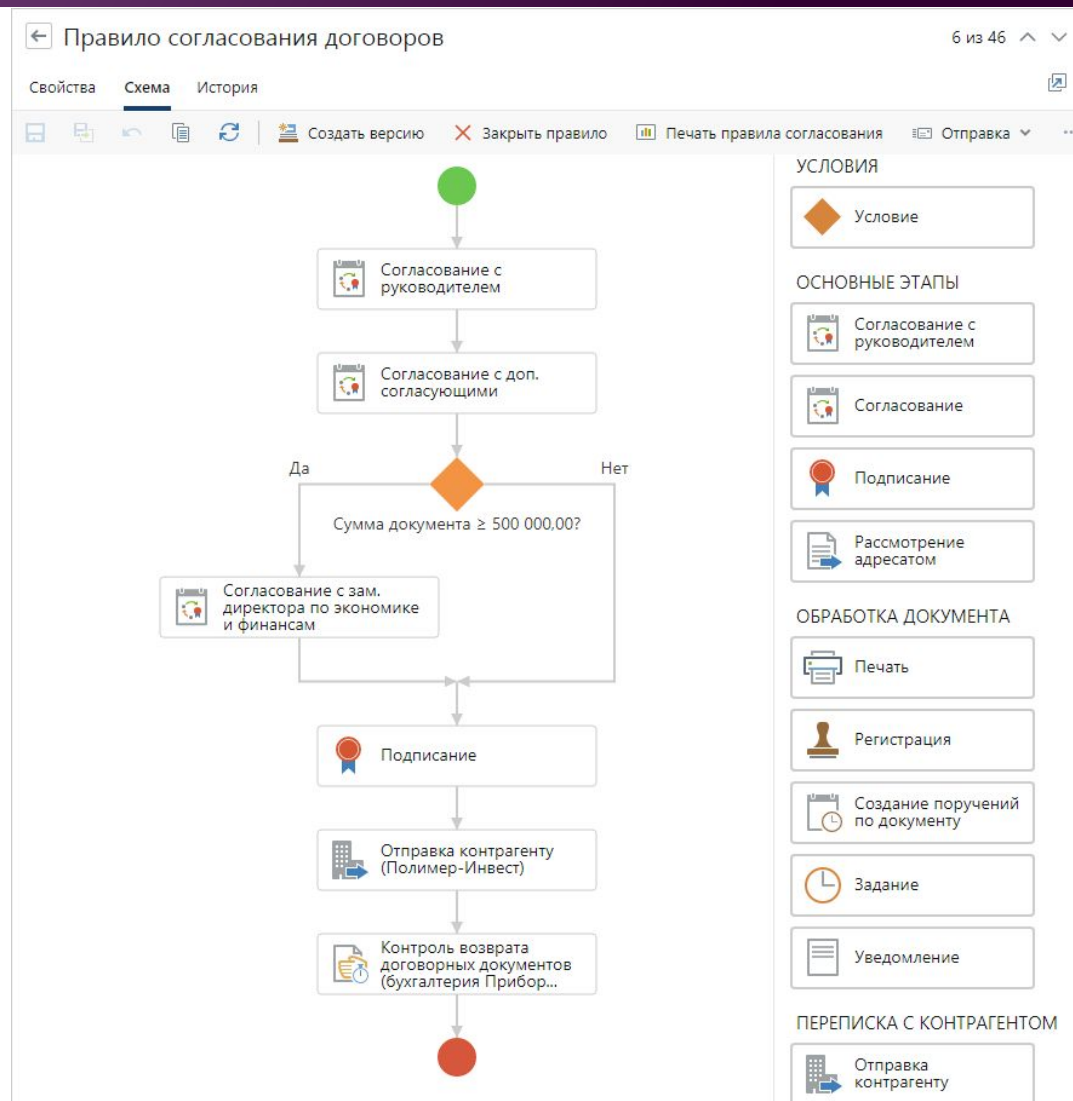 Правило согласования договоров
6 из 46
Свойства Схема История
Создать версию Закрыть правило Печать правила согласования Отправка
Согласование с
руководителем
Согласование с доп.
согласующими
Да
Нет
Сумма документа ≥ 500 000,00?
Согласование с зам.
директора по экономике
и финансам
Подписание
Отправка контрагенту
(Полимер-Инвест)
Контроль возврата
договорных документов
(бухгалтерия Прибор...
УСЛОВИЯ
Условие
ОСНОВНЫЕ ЭТАПЫ
Согласование с
руководителем
Согласование
Подписание
Рассмотрение
адресатом
ОБРАБОТКА ДОКУМЕНТА
Печать
Регистрация
Создание поручений
по документу
Задание
Уведомление
ПЕРЕПИСКА С КОНТРАГЕНТОМ
Отправка
контрагенту